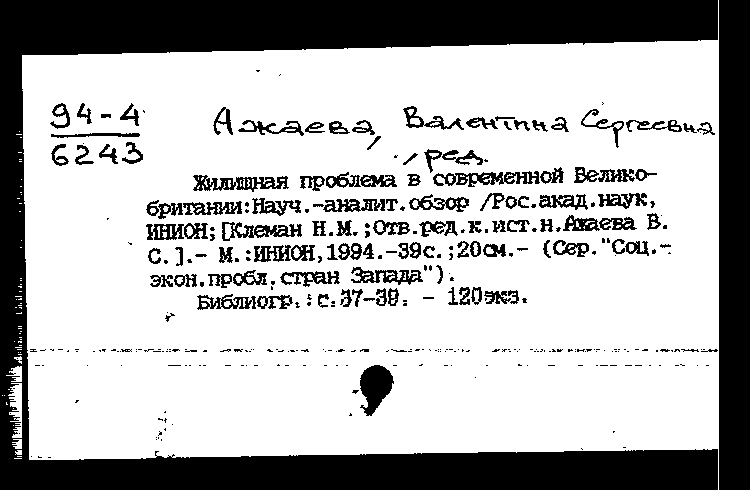 94-4
6243
Ажаева, Валентина Сергеевна
, ред.
Жилищная проблема в современной Велико-
британии:Науч.-аналит.обзор /Рос.акад.наук,
ИНИОН; [Клеман Н.М.;Отв.ред.к.ист.н.Ажаева В.
С.].- М.:ИНИОН,1994.-39с.;20см.- (Сер."Соц.-
экон.пробл.стран Запада").
Библиогр.:с.37-39. - 120экз.